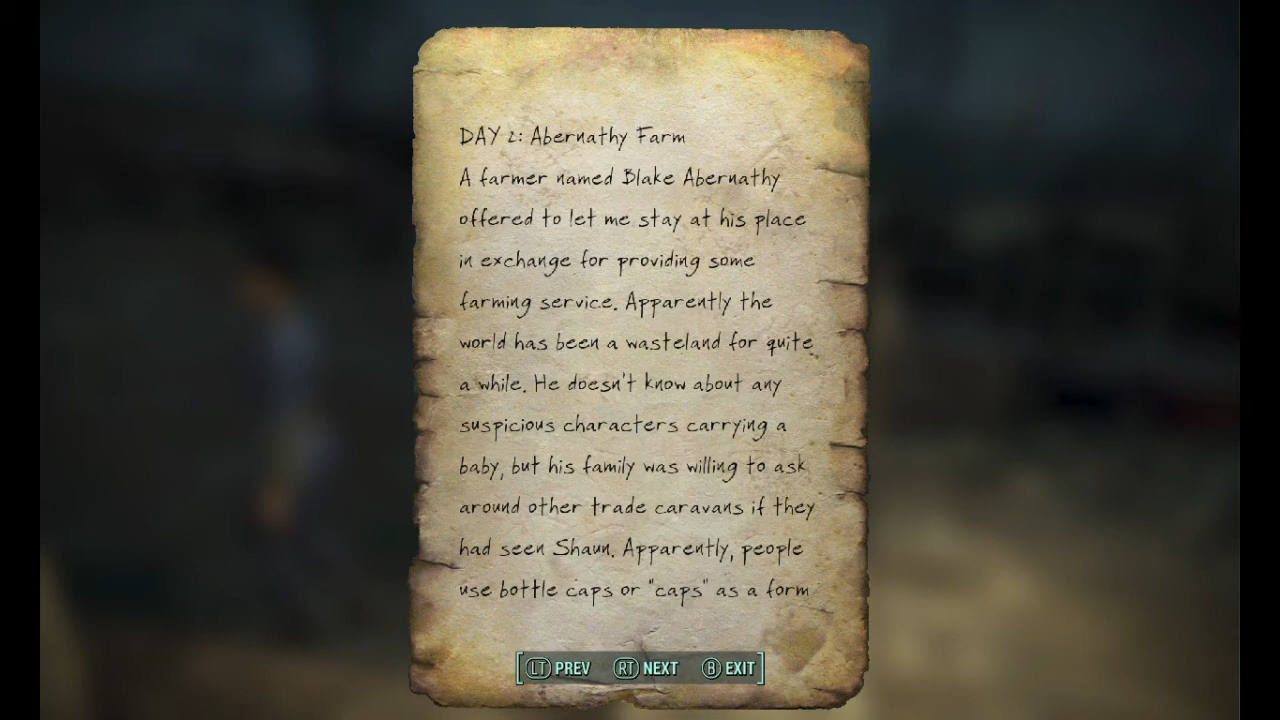 DAY 2: Abernathy Farm
A farmer named Blake Abernathy
offered to let me stay at his place
in exchange for providing some
farming service. Apparently the
world has been a wasteland for quite
a while. He doesn't know about any
suspicious characters carrying a
baby, but his family was willing to ask
around other trade caravans if they
had seen Shaun. Apparently, people
use bottle caps or "caps" as a form
[LT PREV RT NEXT B EXIT]